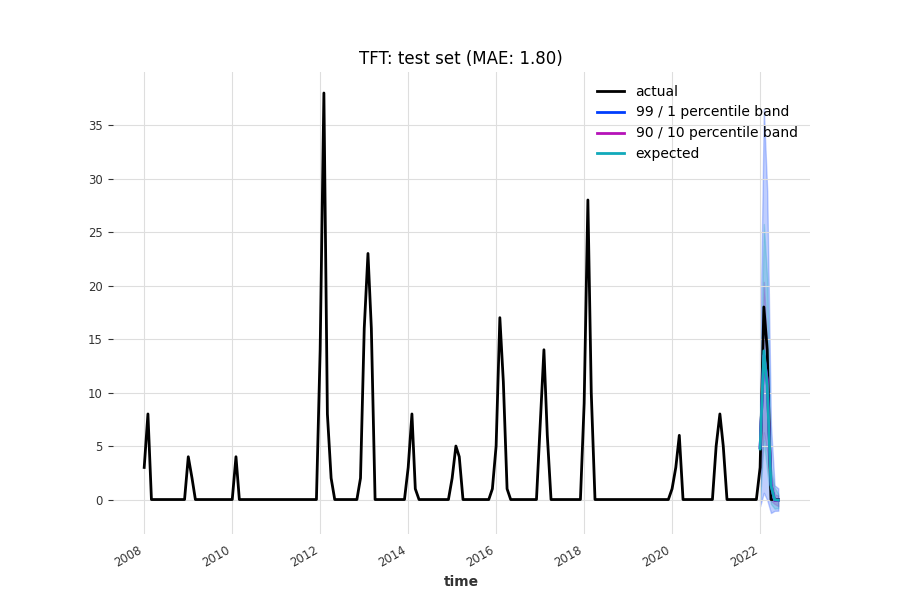 TFT: test set (MAE: 1.80)
actual
99 / 1 percentile band
90 / 10 percentile band
expected
35
30
25
20
15
10
5
0
2008
2010
2012
2014
2016
2018
2020
2022
time